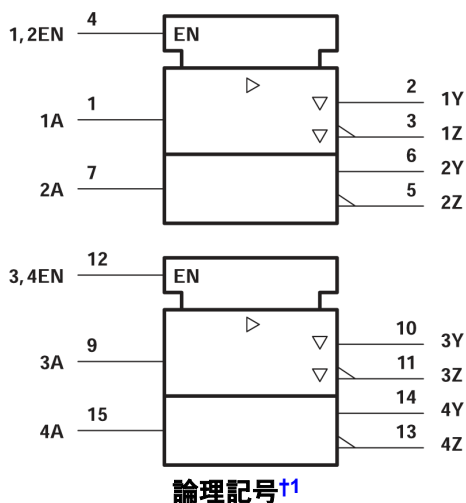 1,2EN 4 EN
1A 1 2 1Y
3 1Z
2A 7 6 2Y
5 2Z
3,4EN 12 EN
3A 9 10 3Y
11 3Z
4A 15 14 4Y
13 4Z
論理記号†1